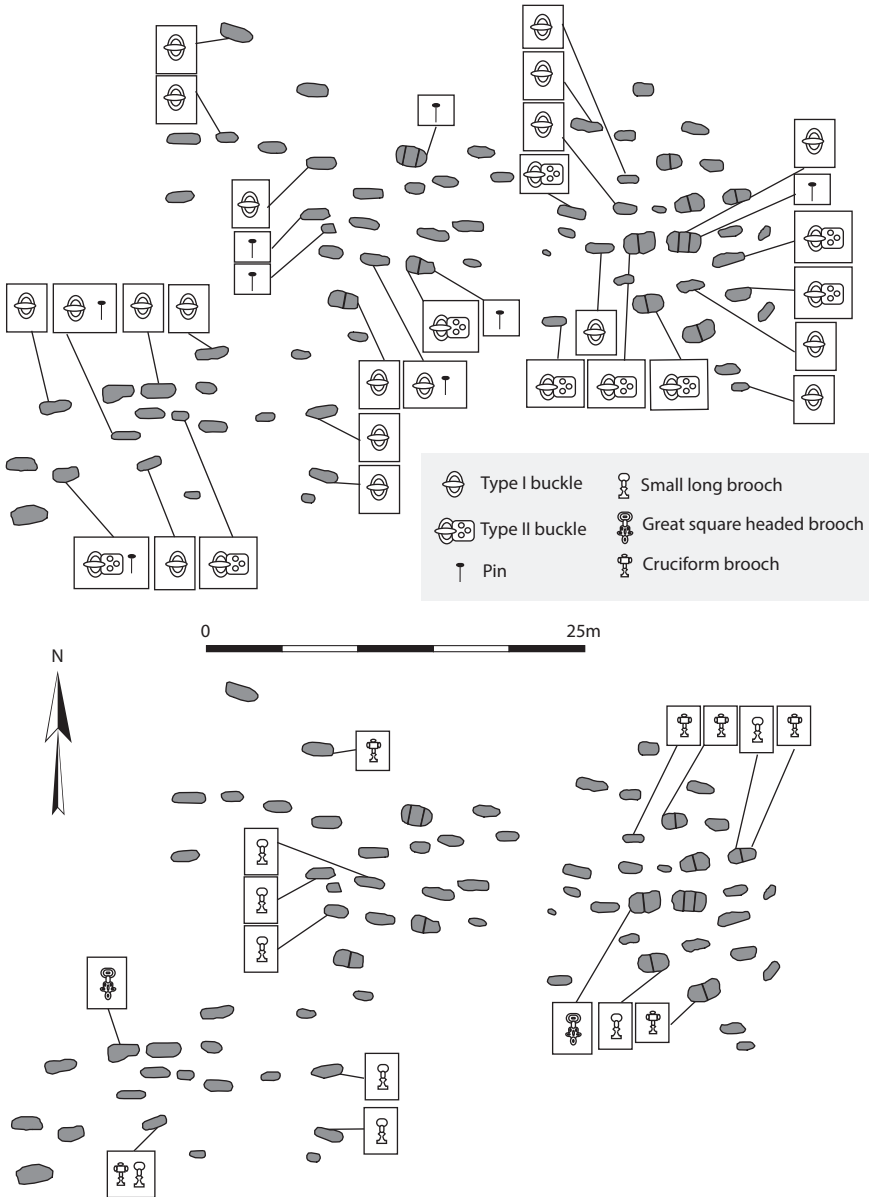 Type I buckle
Small long brooch
Type II buckle
Great square headed brooch
Pin
Cruciform brooch
0
25m
N